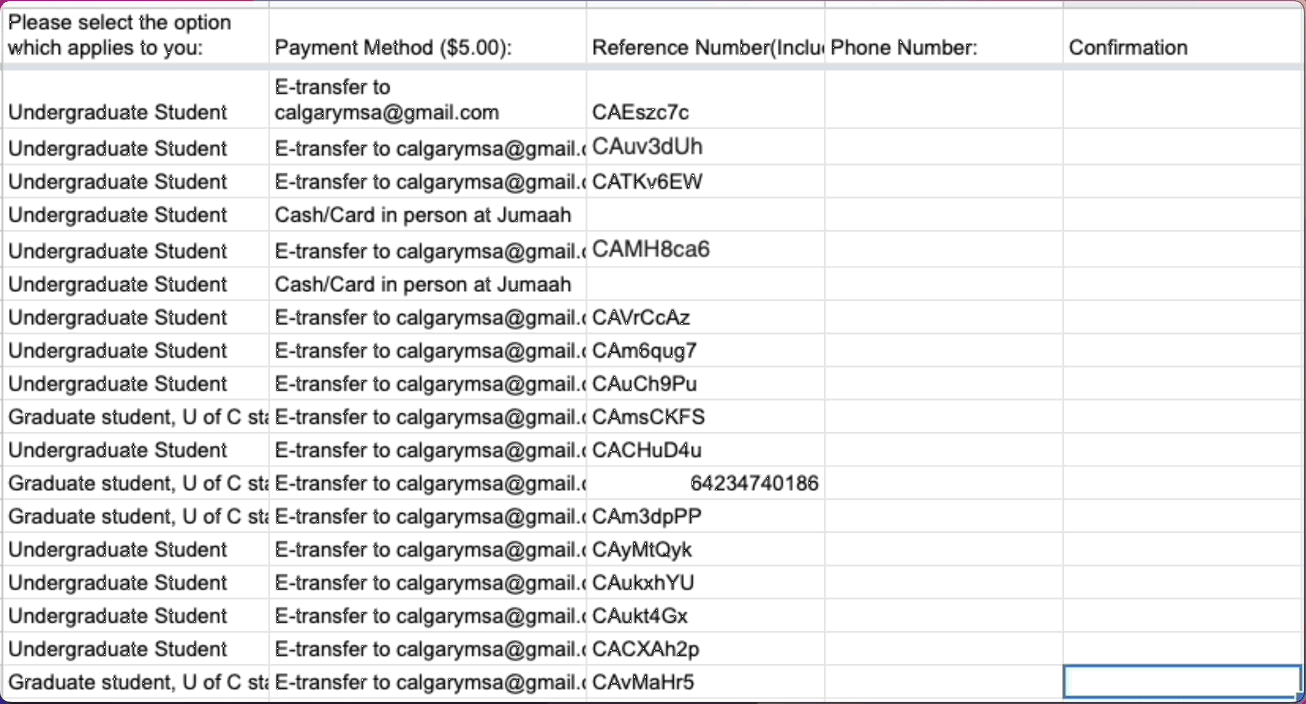 Please select the option
which applies to you: Payment Method ($5.00): Reference Number(Inclu Phone Number: Confirmation
E-transfer to
Undergraduate Student calgarymsa@gmail.com CAEszc7c
Undergraduate Student E-transfer to calgarymsa@gmail.c CAuv3dUh
Undergraduate Student E-transfer to calgarymsa@gmail.c CATKv6EW
Undergraduate Student Cash/Card in person at Jumaah
Undergraduate Student E-transfer to calgarymsa@gmail.c CAMH8ca6
Undergraduate Student Cash/Card in person at Jumaah
Undergraduate Student E-transfer to calgarymsa@gmail.c CAVrCcAz
Undergraduate Student E-transfer to calgarymsa@gmail.c CAm6qug7
Undergraduate Student E-transfer to calgarymsa@gmail.c CAuCh9Pu
Graduate student, U of C sta E-transfer to calgarymsa@gmail.c CAmsCKFS
Undergraduate Student E-transfer to calgarymsa@gmail.c CACHuD4u
Graduate student, U of C sta E-transfer to calgarymsa@gmail.c 64234740186
Graduate student, U of C sta E-transfer to calgarymsa@gmail.c CAm3dpPP
Undergraduate Student E-transfer to calgarymsa@gmail.c CAyMtQyk
Undergraduate Student E-transfer to calgarymsa@gmail.c CAukxhYU
Undergraduate Student E-transfer to calgarymsa@gmail.c CAukt4Gx
Undergraduate Student E-transfer to calgarymsa@gmail.c CACXAh2p
Graduate student, U of C sta E-transfer to calgarymsa@gmail.c CAvMaHr5